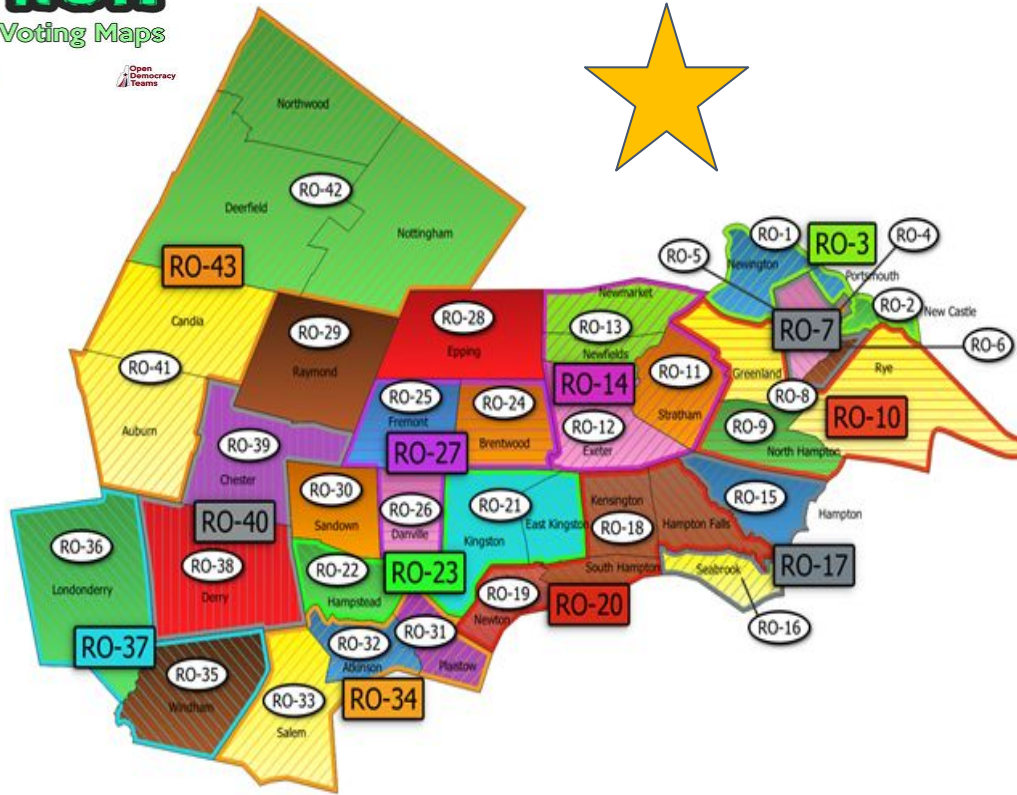 Voting Maps
Open
Democracy
Teams
Northwood
RO-42
Deerfield
Nottingham
RO-43
RO-1
RO-3
RO-4
RO-5
Newington
Portsmouth
RO-2
New Castle
RO-7
RO-6
Candia
RO-29
RO-28
Newmarket
RO-13
Epping
Newfields
RO-41
Raymond
RO-14
RO-11
Greenland
Rye
RO-8
RO-10
Auburn
RO-25
Fremont
RO-24
Brentwood
Stratham
RO-12
Exeter
RO-9
North Hampton
RO-39
RO-27
Chester
RO-30
Sandown
RO-26
Danville
RO-21
Kingston
East Kingston
Kensington
RO-18
Hampton Falls
RO-15
Hampton
RO-40
RO-36
Londonderry
RO-38
Derry
RO-22
Hampstead
RO-23
South Hampton
Seabrook
RO-17
RO-19
Newton
RO-20
RO-16
RO-37
RO-32
Atkinson
RO-31
Plaistow
RO-35
Windham
RO-33
Salem
RO-34